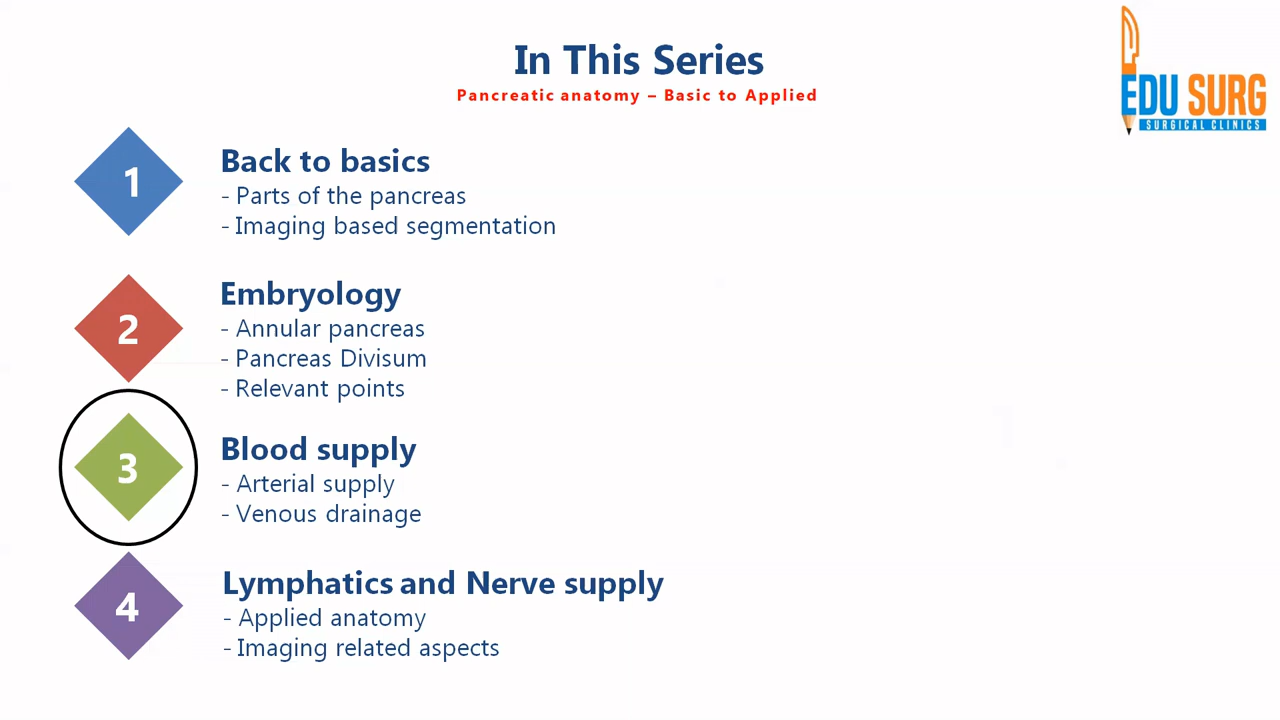 In This Series
Pancreatic anatomy – Basic to Applied
EDU SURG
SURGICAL CLINICS
1
Back to basics
- Parts of the pancreas
- Imaging based segmentation
2
Embryology
- Annular pancreas
- Pancreas Divisum
- Relevant points
3
Blood supply
- Arterial supply
- Venous drainage
4
Lymphatics and Nerve supply
- Applied anatomy
- Imaging related aspects